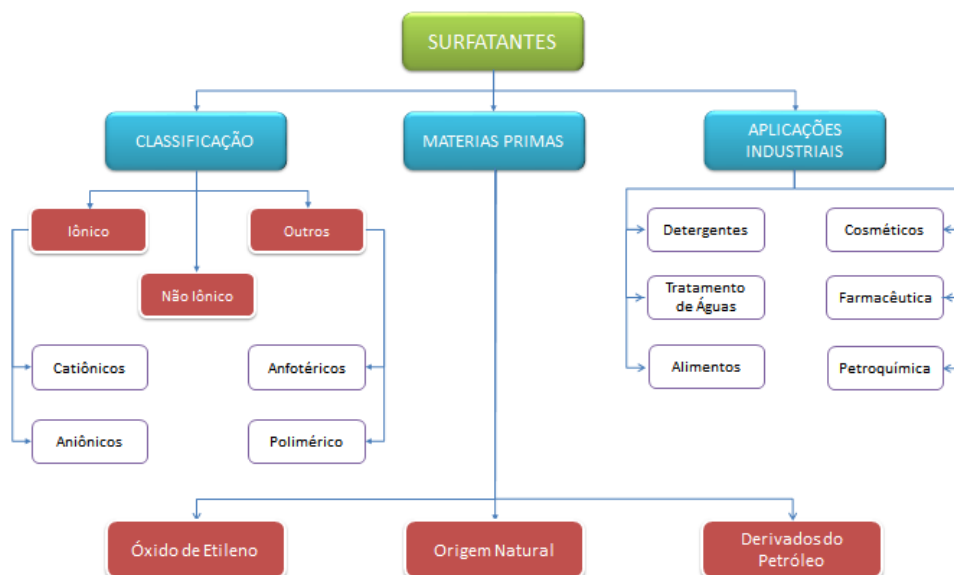 SURFATANTES
CLASSIFICAÇÃO
MATERIAS PRIMAS
APLICAÇÕES
INDUSTRIAIS
Iônico
Outros
Não Iônico
Catiônicos
Anfotéricos
Aniônicos
Polimérico
Detergentes
Cosméticos
Tratamento
de Águas
Farmacêutica
Alimentos
Petroquímica
Óxido de Etileno
Origem Natural
Derivados do
Petróleo